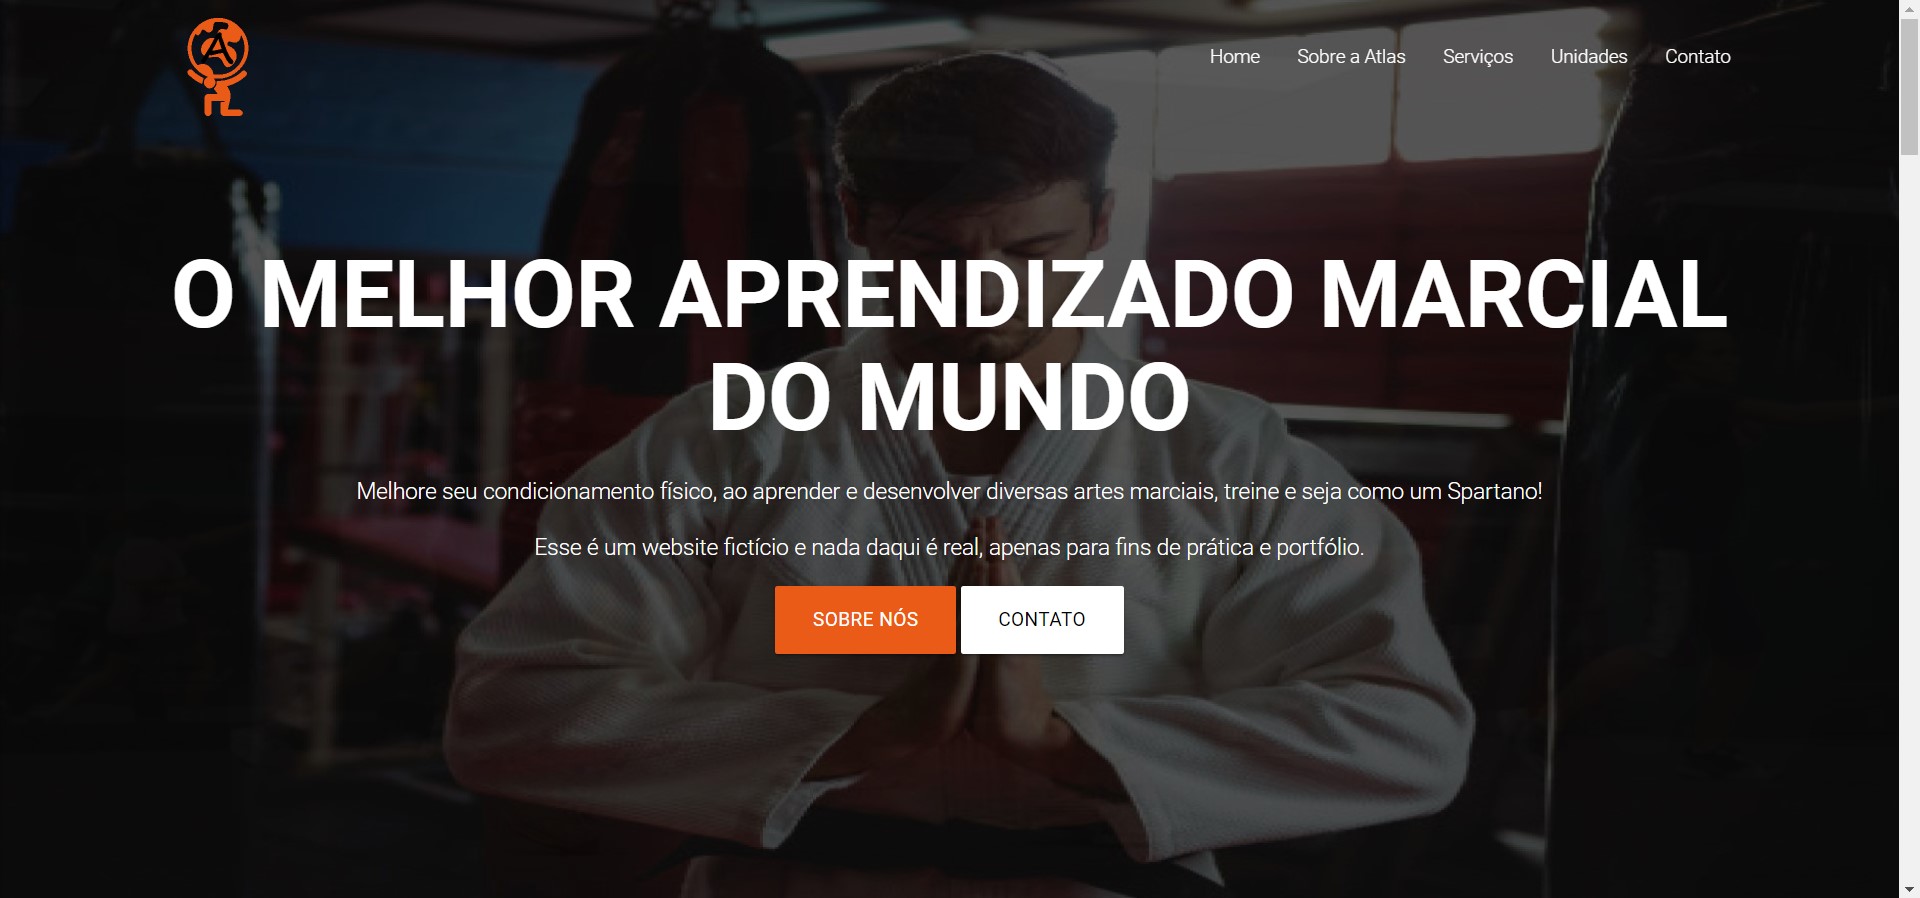 A
Home Sobre a Atlas Serviços Unidades Contato
O MELHOR APRENDIZADO MARCIAL
DO MUNDO
Melhore seu condicionamento físico, ao aprender e desenvolver diversas artes marciais, treine e seja como um Spartano!
Esse é um website fictício e nada daqui é real, apenas para fins de prática e portfólio.
SOBRE NÓS CONTATO